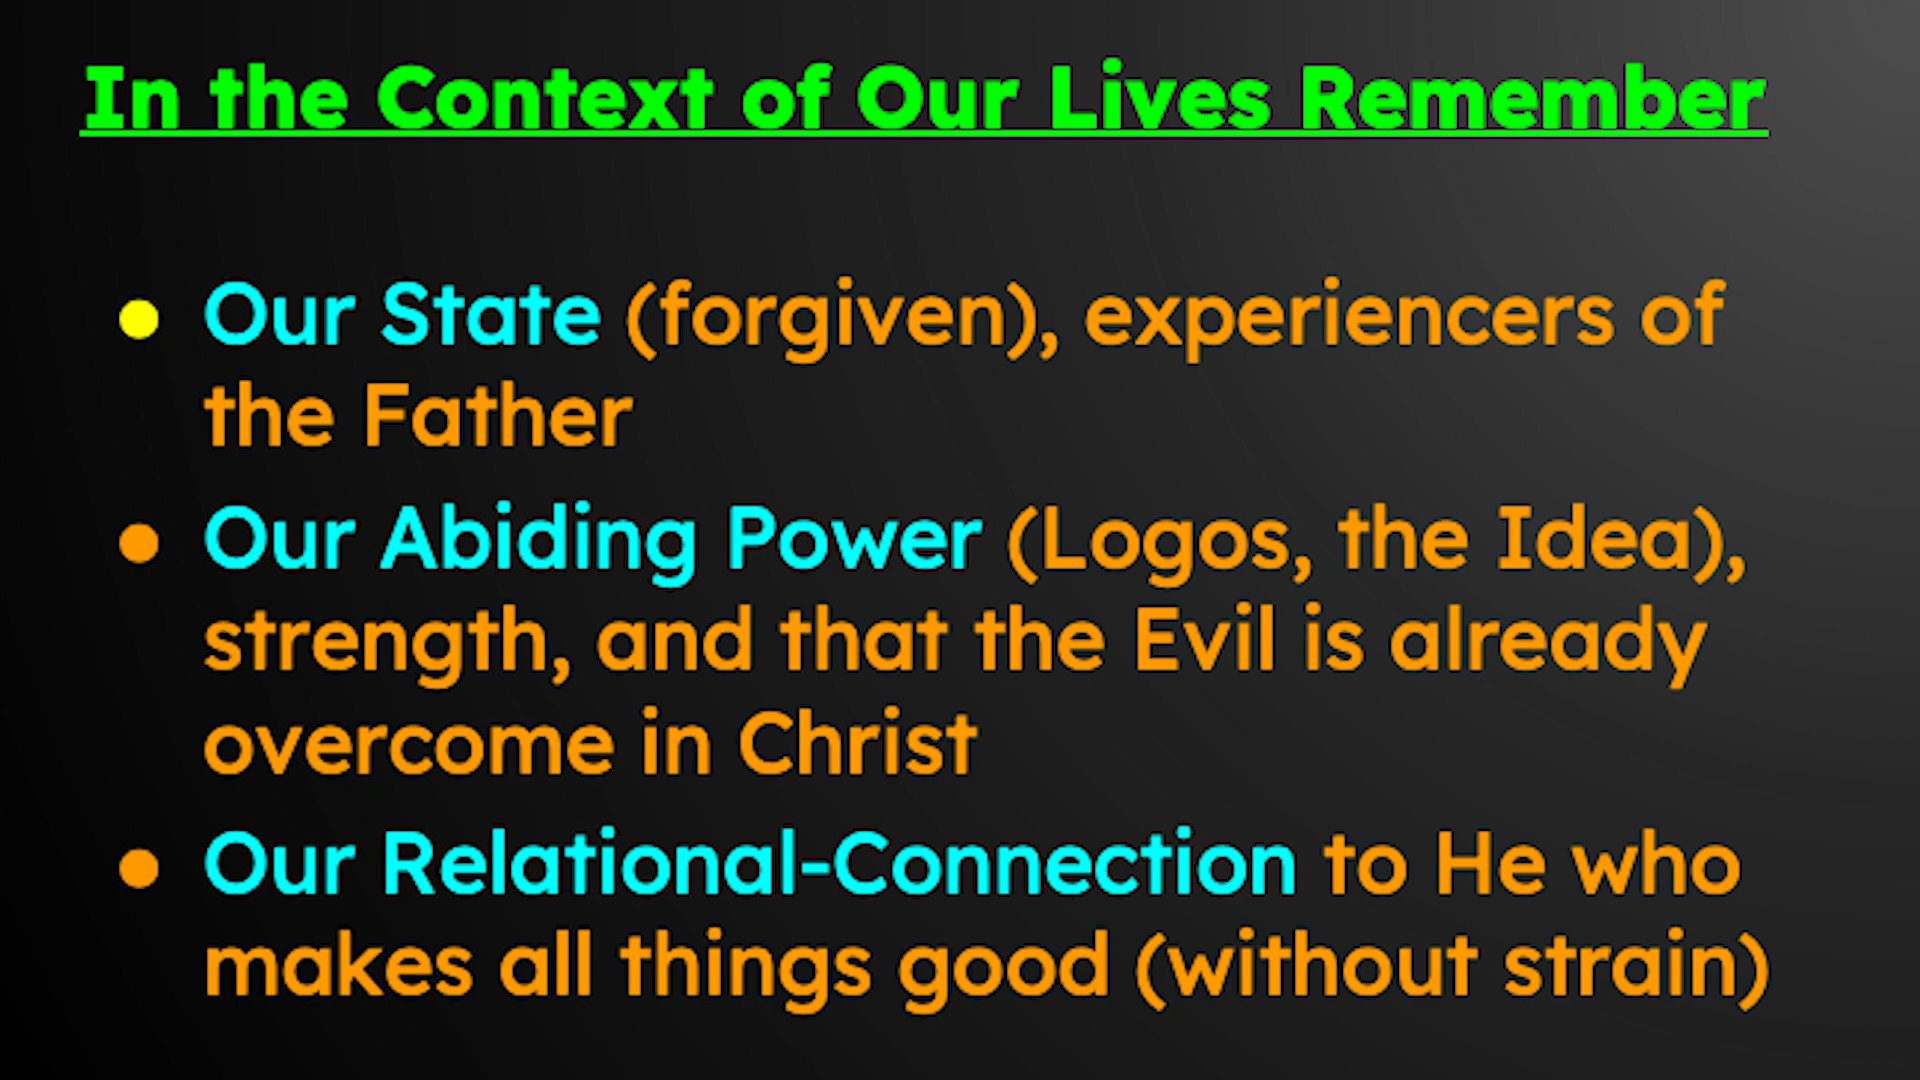 In the Context of Our Lives Remember
● Our State (forgiven), experiencers of
the Father
● Our Abiding Power (Logos, the Idea),
strength, and that the Evil is already
overcome in Christ
● Our Relational-Connection to He who
makes all things good (without strain)